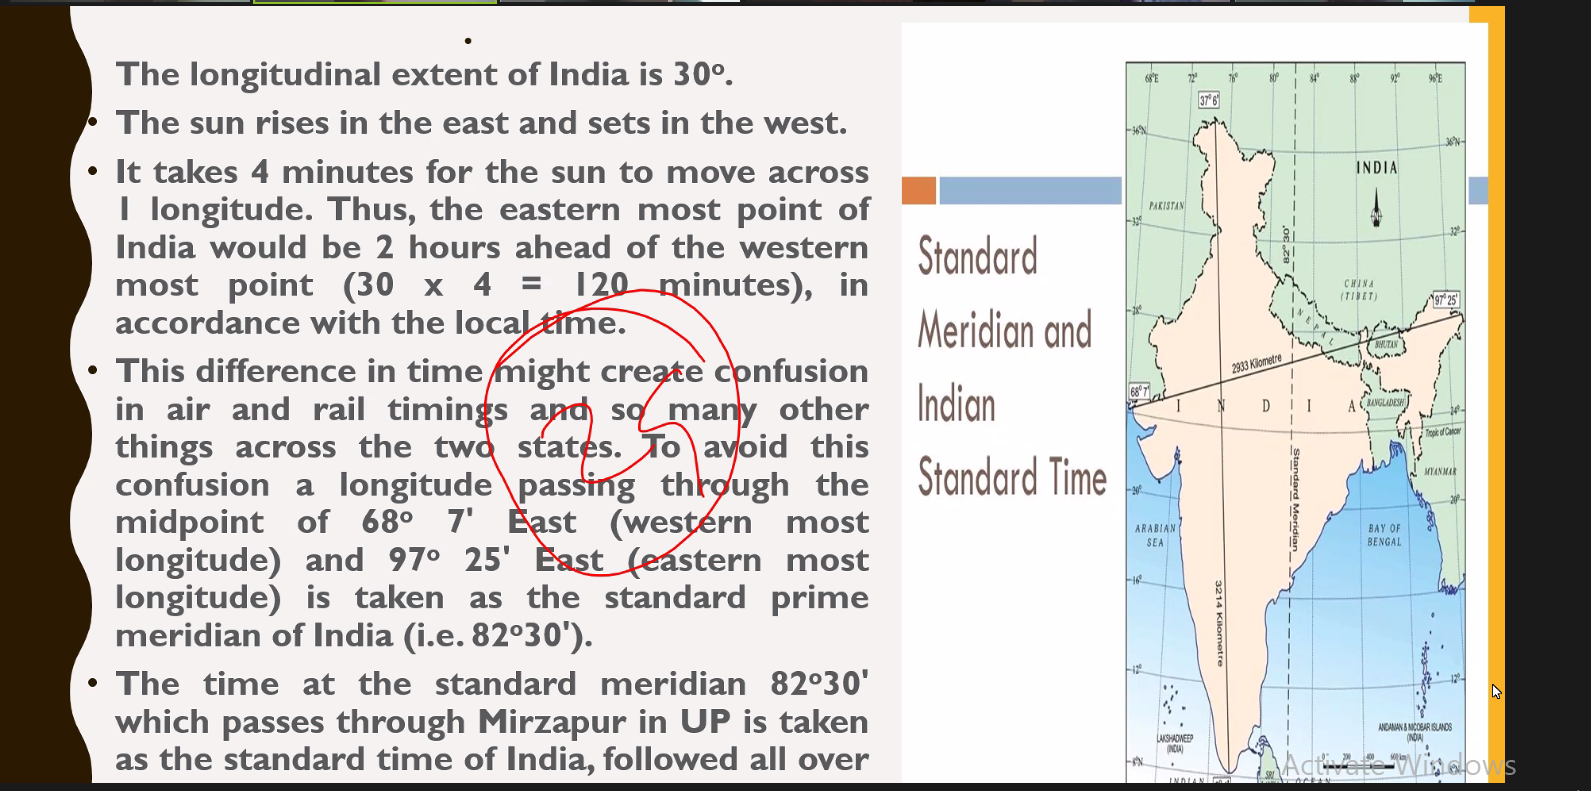 The longitudinal extent of India is 30º.
• The sun rises in the east and sets in the west.
• It takes 4 minutes for the sun to move across
1 longitude. Thus, the eastern most point of
India would be 2 hours ahead of the western
most point (30 x 4 = 120 minutes), in
accordance with the local time.
• This difference in time might create confusion
in air and rail timings and so many other
things across the two states. To avoid this
confusion a longitude passing through the
midpoint of 68º 7' East (western most
longitude) and 97º 25' East (eastern most
longitude) is taken as the standard prime
meridian of India (i.e. 82º30').
• The time at the standard meridian 82º30'
which passes through Mirzapur in UP is taken
as the standard time of India, followed all over
25
Standard
Meridian and
Indian
Standard Time
68°E 72° 76° 80° 84° 88° 92° 96°E
37° 6'
36°N 36°N
INDIA
PAKISTAN
32° 32°
82° 30'
CHINA
(TIBET)
97° 25'
28°
NEPAL
BHUTAN
2933 Kilometre
68° 7'
I N D I A
BANGLADESH
24°
Tropic of Cancer
Standard Meridian
MYANMAR
20° 20°
ARABIAN
SEA
BAY OF
BENGAL
16° 16°
3214 Kilometre
12° 12°
LAKSHADWEEP
(INDIA)
ANDAMAN & NICOBAR ISLANDS
(INDIA)
8°N
SRI
INDIAN OCEAN
Activate Windows